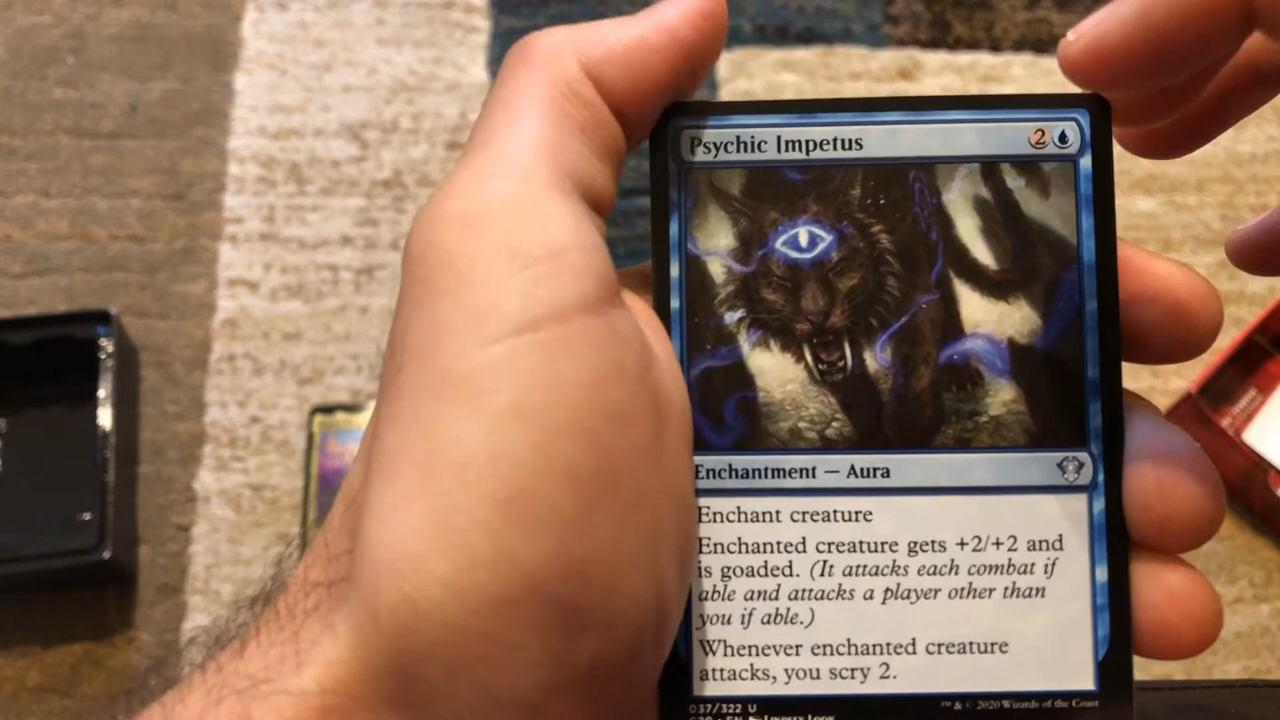 Psychic Impetus 2
Enchantment — Aura
Enchant creature
Enchanted creature gets +2/+2 and
is goaded. (It attacks each combat if
able and attacks a player other than
you if able.)
Whenever enchanted creature
attacks, you scry 2.
037/322 U
™ & © 2020 Wizards of the Coast